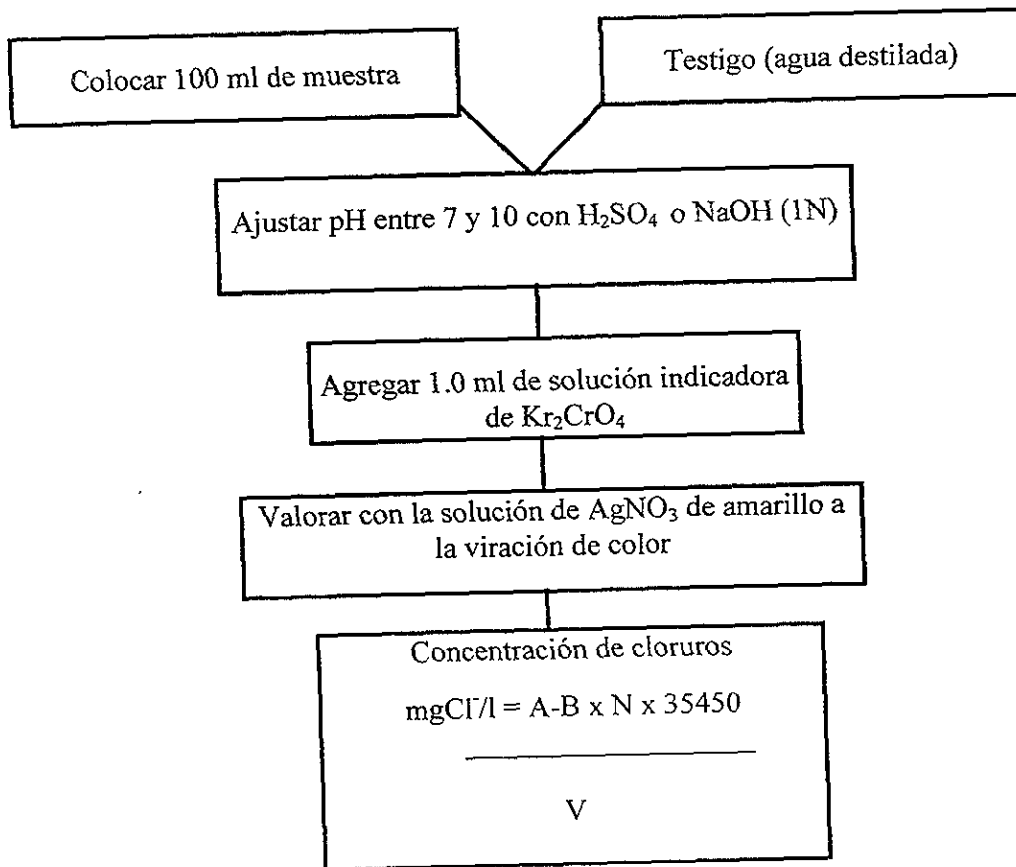 Colocar 100 ml de muestra
Testigo (agua destilada)
Ajustar pH entre 7 y 10 con H₂SO₄ o NaOH (1N)
Agregar 1.0 ml de solución indicadora
de Kr₂CrO₄
Valorar con la solución de AgNO₃ de amarillo a
la viración de color
Concentración de cloruros
mgCl⁻/l = A-B x N x 35450
V